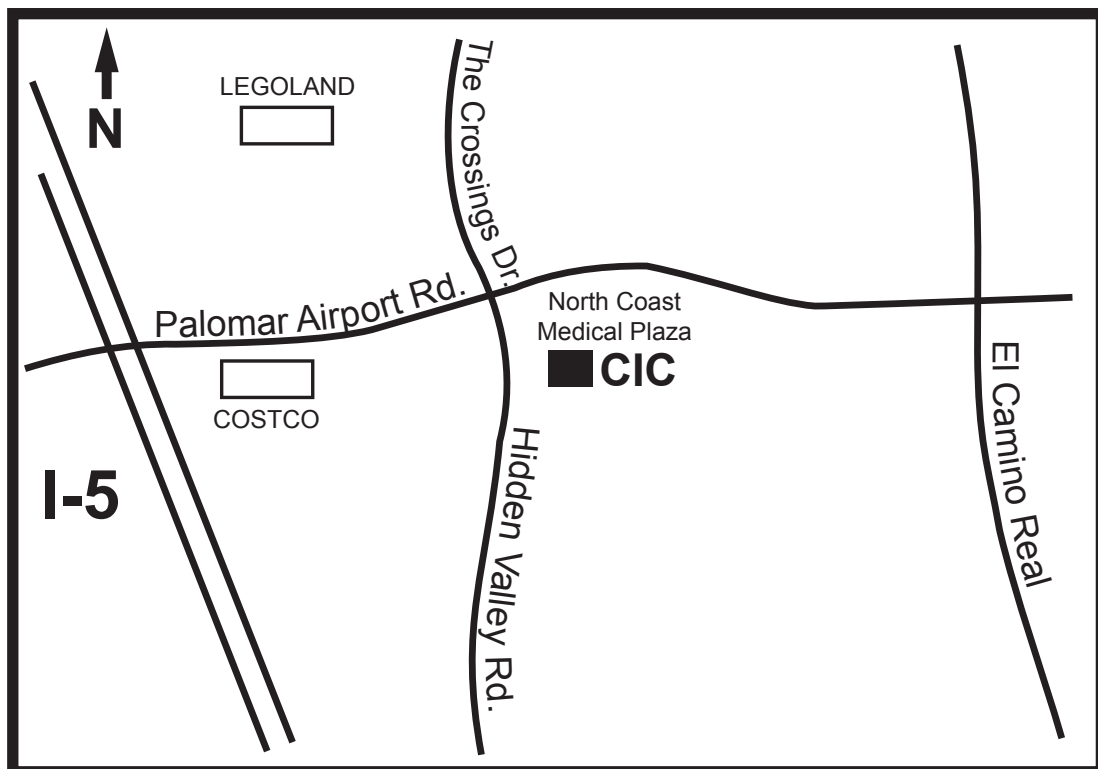 N
LEGOLAND
The Crossings Dr.
Palomar Airport Rd.
North Coast
Medical Plaza
CIC
COSTCO
I-5
Hidden Valley Rd.
El Camino Real